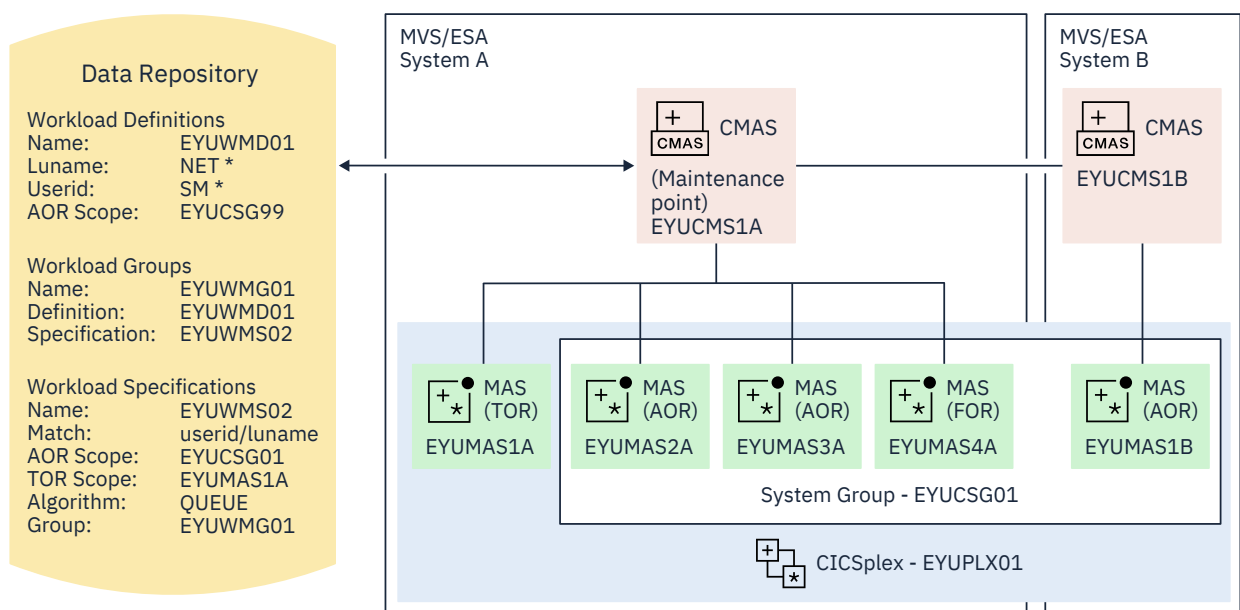 Data Repository
Workload Definitions
Name: EYUWMD01
Luname: NET *
Userid: SM *
AOR Scope: EYUCSG99
Workload Groups
Name: EYUWMG01
Definition: EYUWMD01
Specification: EYUWMS02
Workload Specifications
Name: EYUWMS02
Match: userid/luname
AOR Scope: EYUCSG01
TOR Scope: EYUMAS1A
Algorithm: QUEUE
Group: EYUWMG01
MVS/ESA
System A
CMAS
CMAS
(Maintenance
point)
EYUCMS1A
MVS/ESA
System B
CMAS
CMAS
EYUCMS1B
MAS
(TOR)
EYUMAS1A
MAS
(AOR)
EYUMAS2A
MAS
(AOR)
EYUMAS3A
MAS
(FOR)
EYUMAS4A
MAS
(AOR)
EYUMAS1B
System Group - EYUCSG01
CICSplex - EYUPLX01